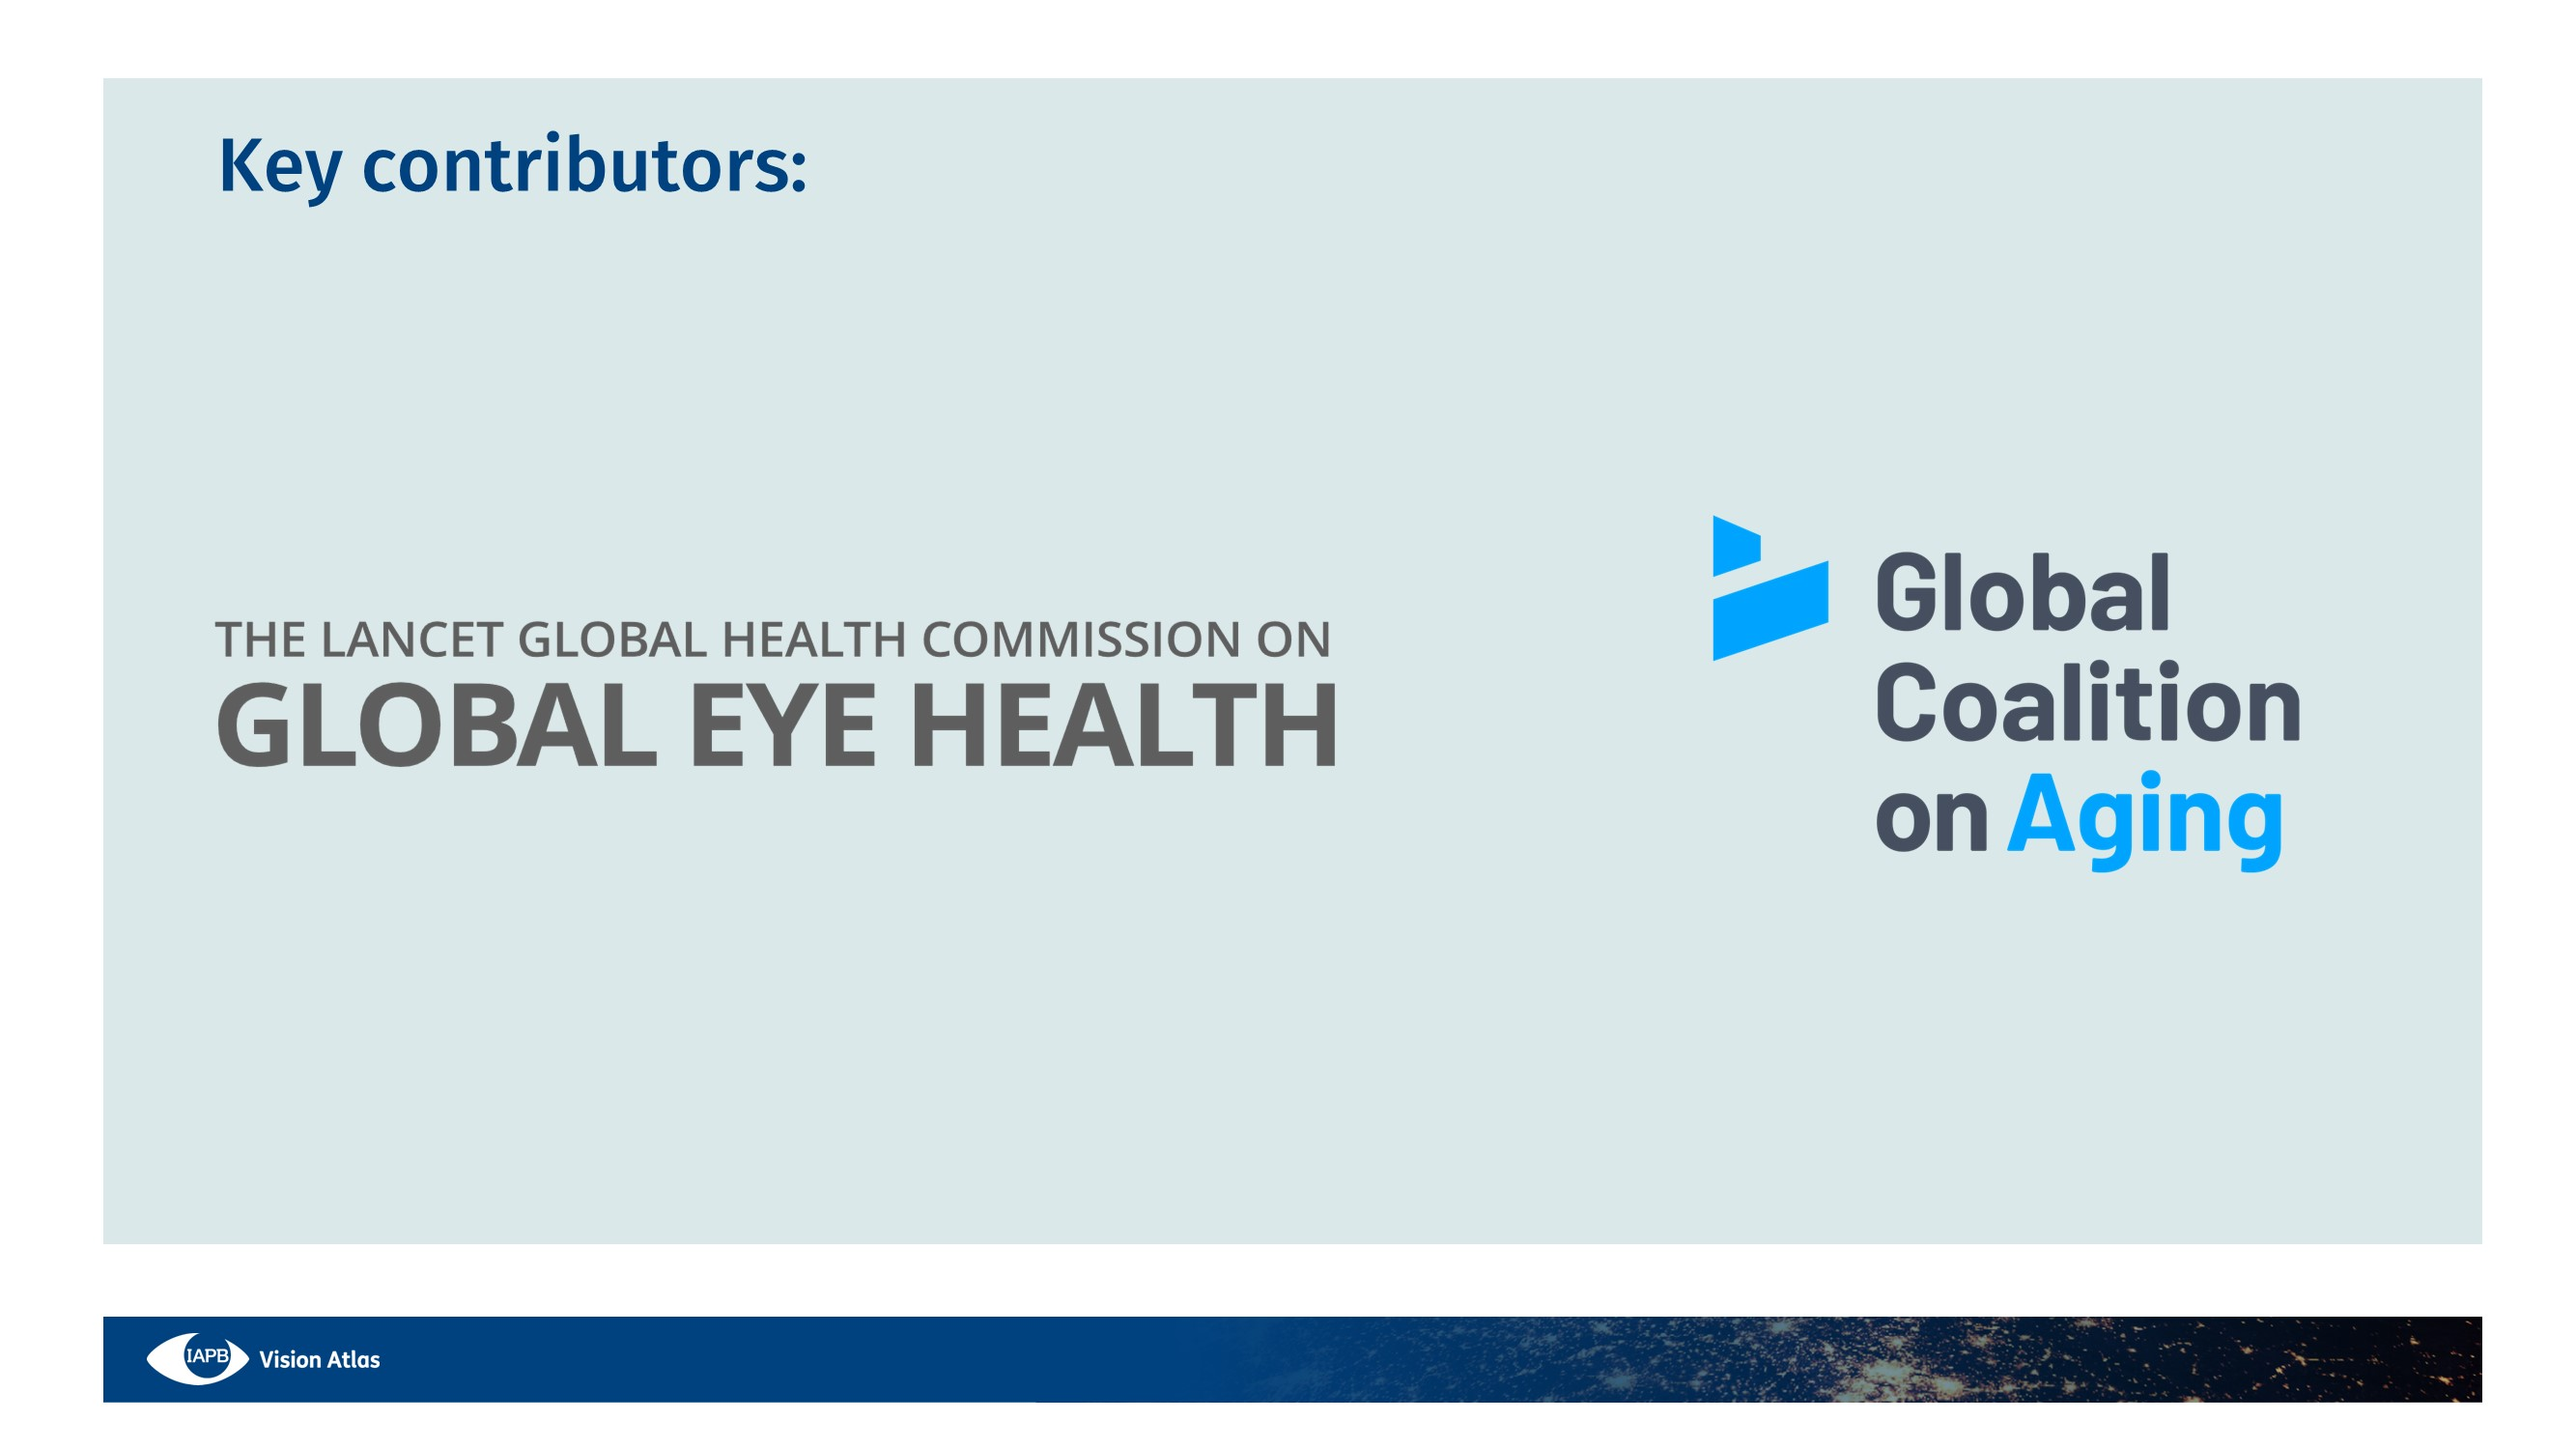 Key contributors:
THE LANCET GLOBAL HEALTH COMMISSION ON
GLOBAL EYE HEALTH
Global
Coalition
on Aging
IAPB
Vision Atlas